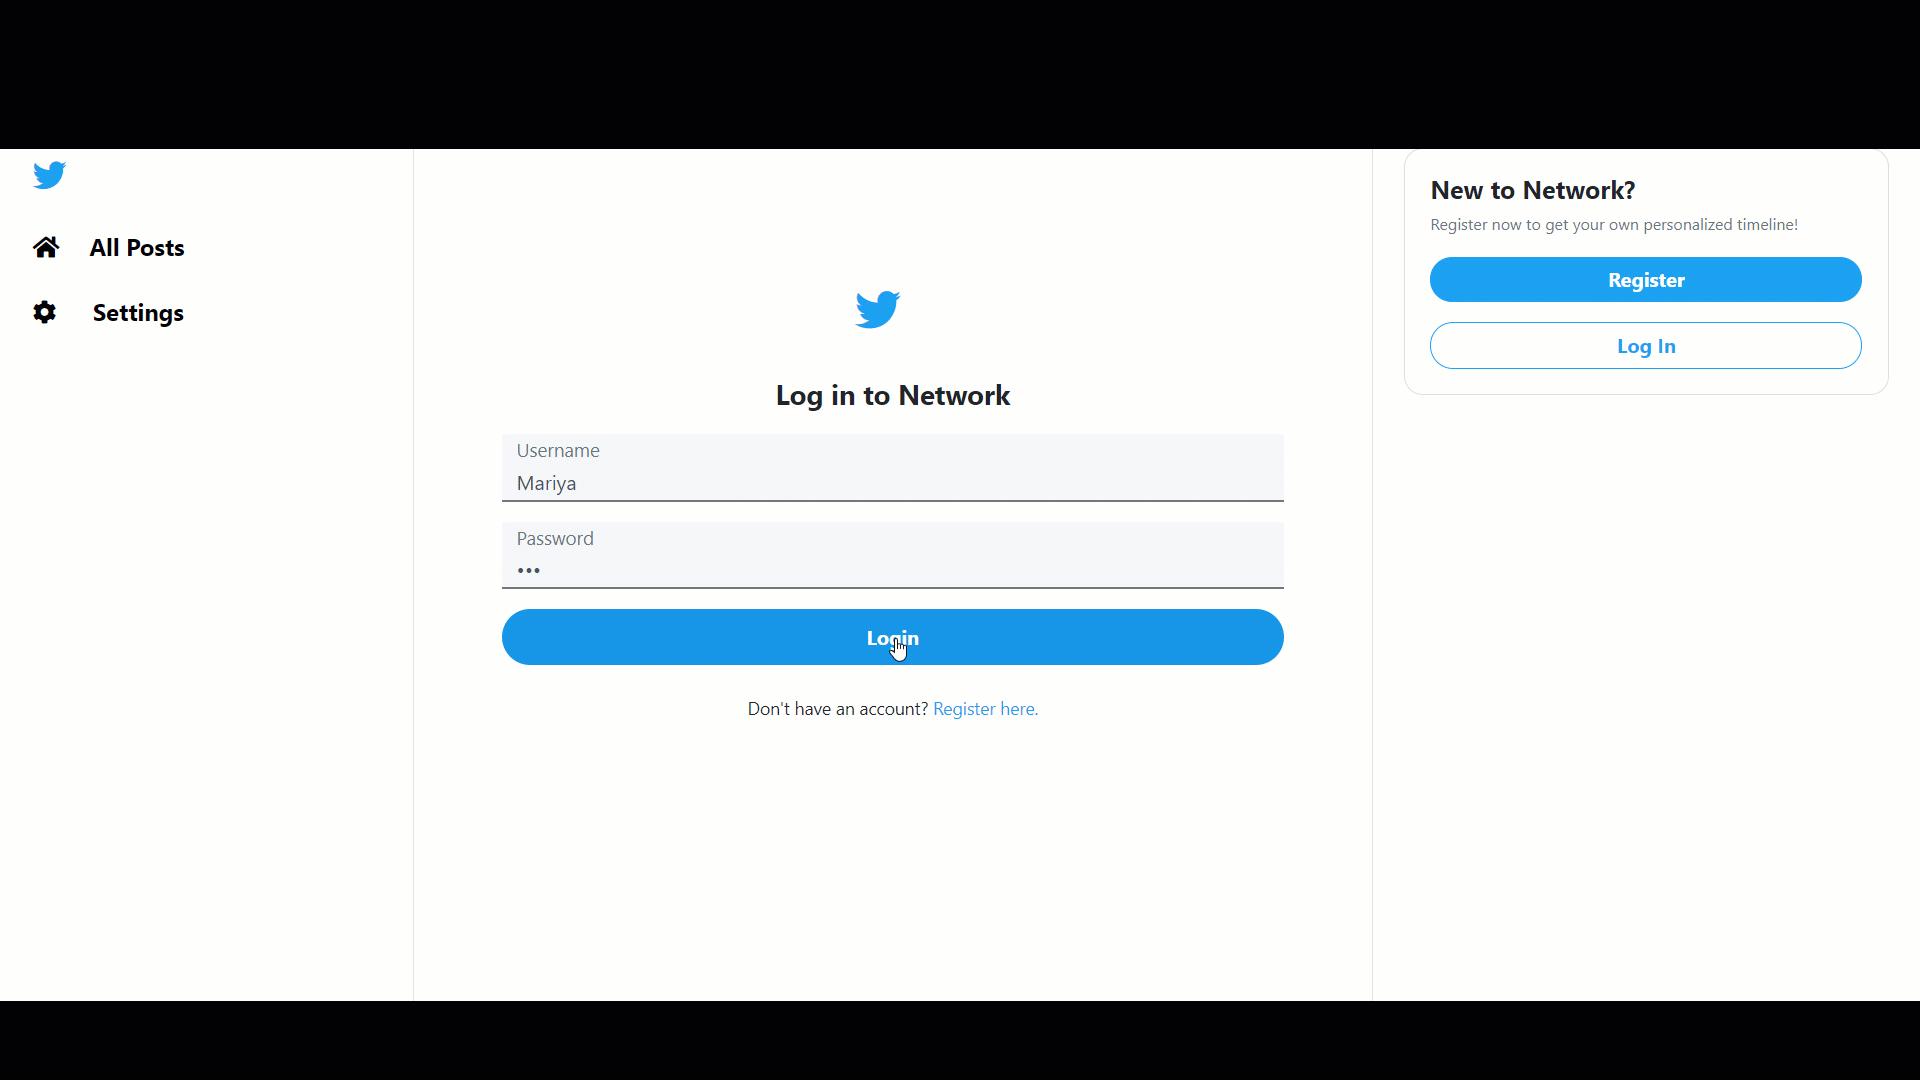 All Posts
Settings
Log in to Network
Username
Mariya
Password
•••
Login
Don't have an account? Register here.
New to Network?
Register now to get your own personalized timeline!
Register
Log In